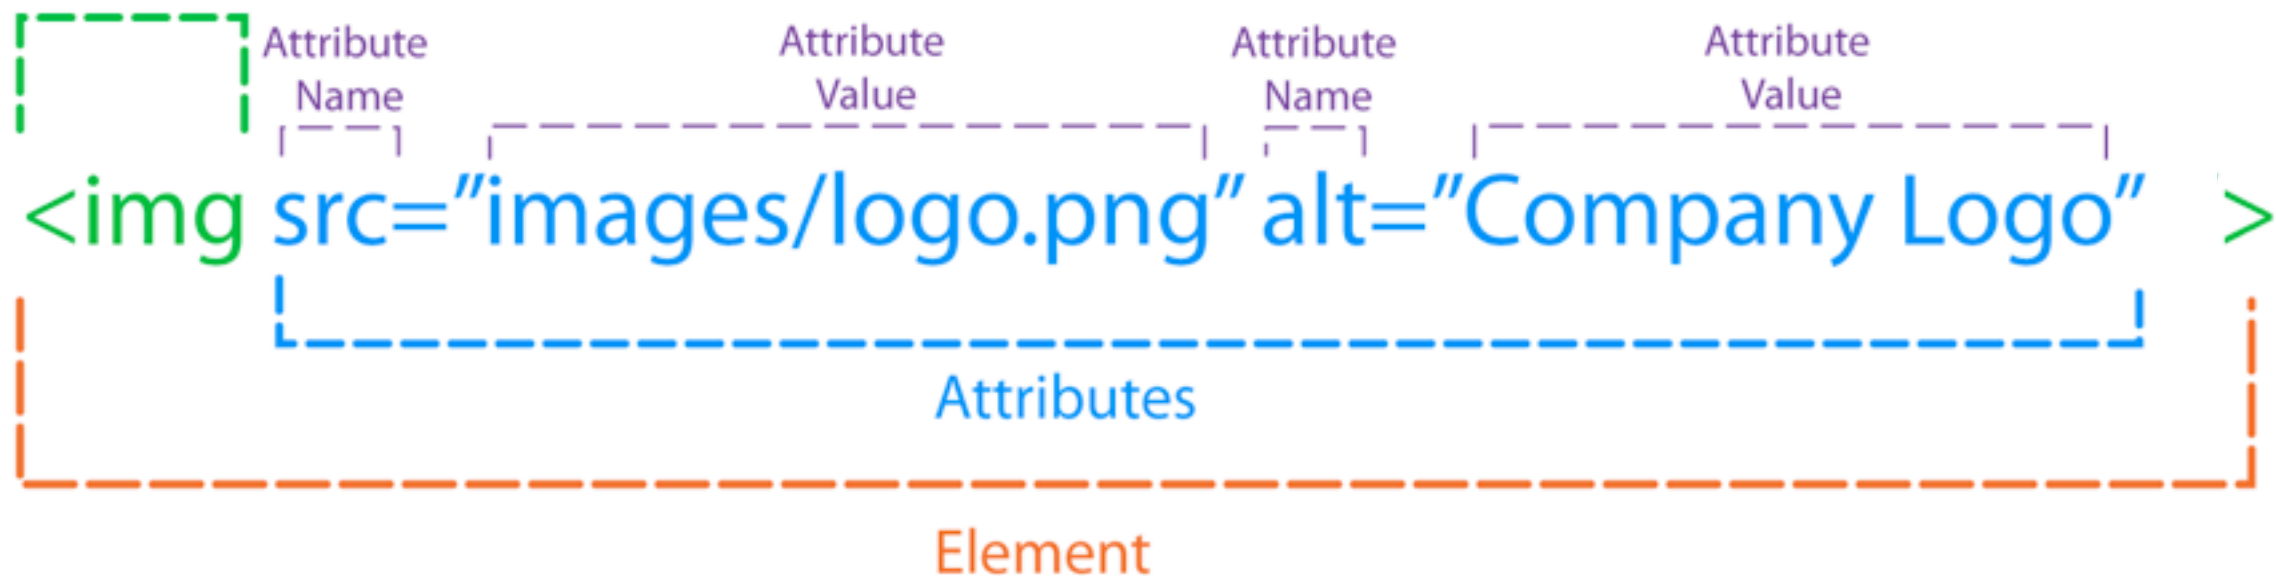 Attribute Name
Attribute Value
Attribute Name
Attribute Value
<img src=”images/logo.png” alt=”Company Logo” >
Attributes
Element